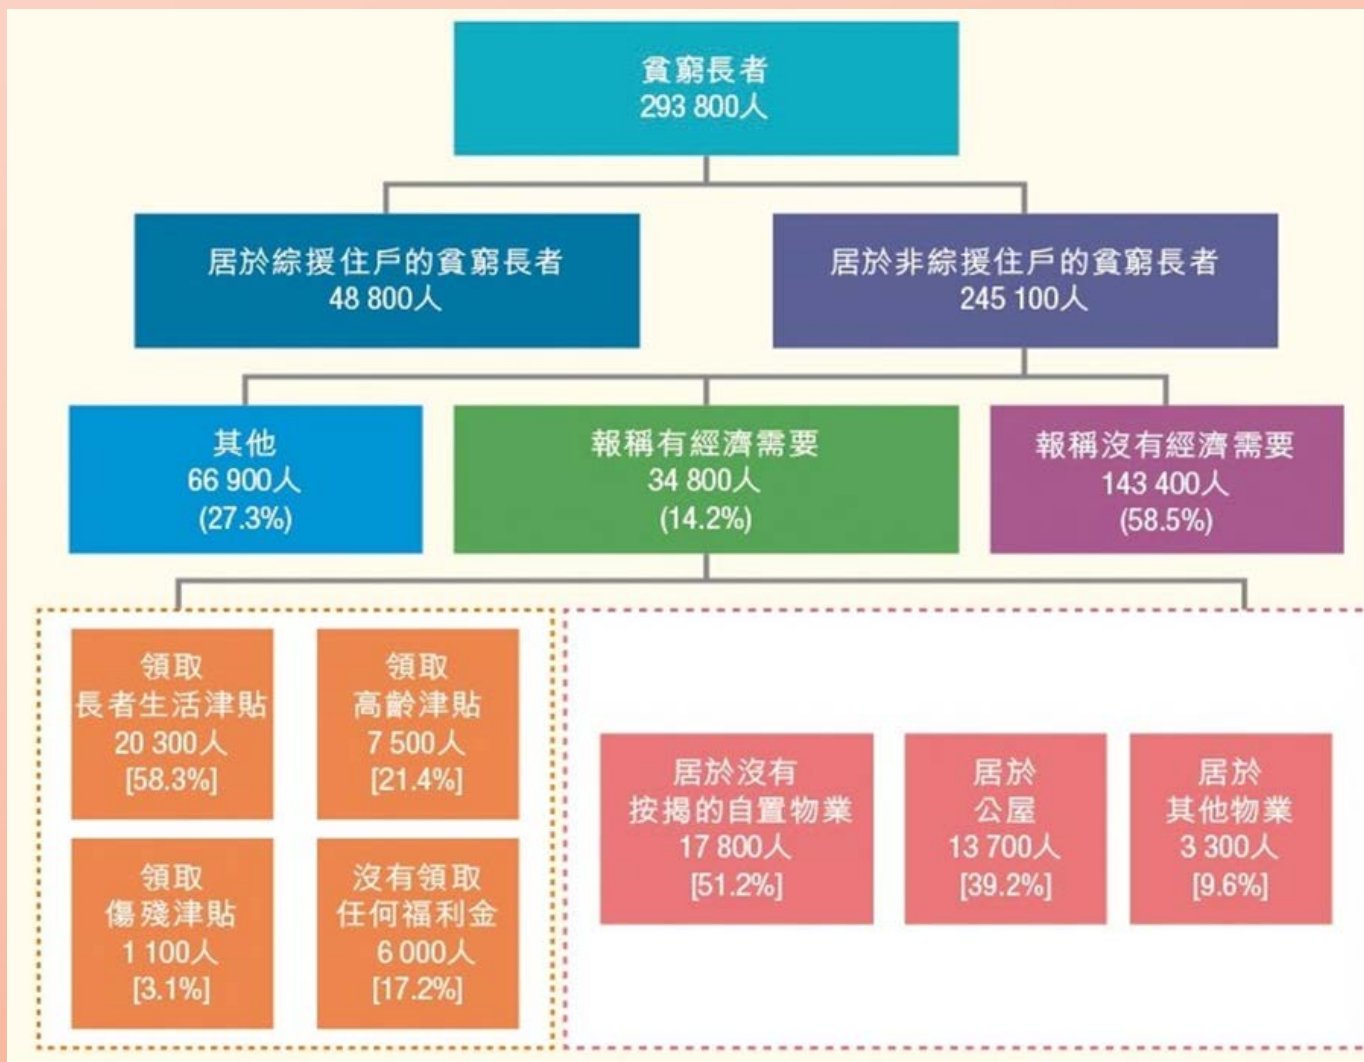 貧窮長者
293 800人
居於綜援住戶的貧窮長者
48 800人
居於非綜援住戶的貧窮長者
245 100人
其他
66 900人
(27.3%)
報稱有經濟需要
34 800人
(14.2%)
報稱沒有經濟需要
143 400人
(58.5%)
領取
長者生活津貼
20 300人
[58.3%]
領取
高齡津貼
7 500人
[21.4%]
領取
傷殘津貼
1 100人
[3.1%]
沒有領取
任何福利金
6 000人
[17.2%]
居於沒有
按揭的自置物業
17 800人
[51.2%]
居於
公屋
13 700人
[39.2%]
居於
其他物業
3 300人
[9.6%]